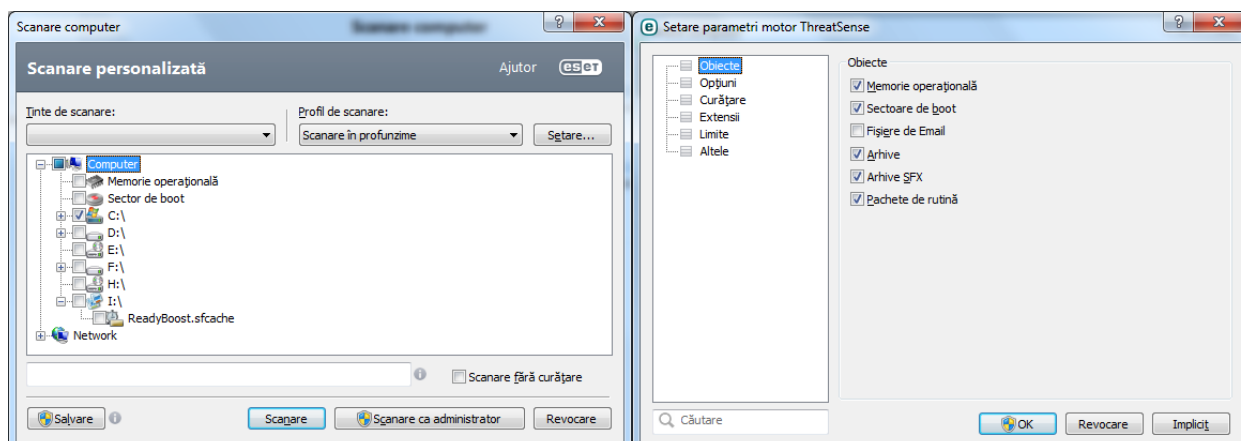 Scanare computer
Scanare personalizată
Ajutor
eset
Ținte de scanare:
Profil de scanare:
Scanare în profunzime
Setare...
Computer
Memorie operațională
Sector de boot
C:\
D:\
E:\
F:\
H:\
I:\
ReadyBoost.sfcache
Network
Scanare fără curățare
Salvare
Scanare
Scanare ca administrator
Revocare
Setare parametri motor ThreatSense
Obiecte
Opțiuni
Curățare
Extensii
Limite
Altele
Obiecte
Memorie operațională
Sectoare de boot
Fișiere de Email
Arhive
Arhive SFX
Pachete de rutină
Căutare
OK
Revocare
Implicit